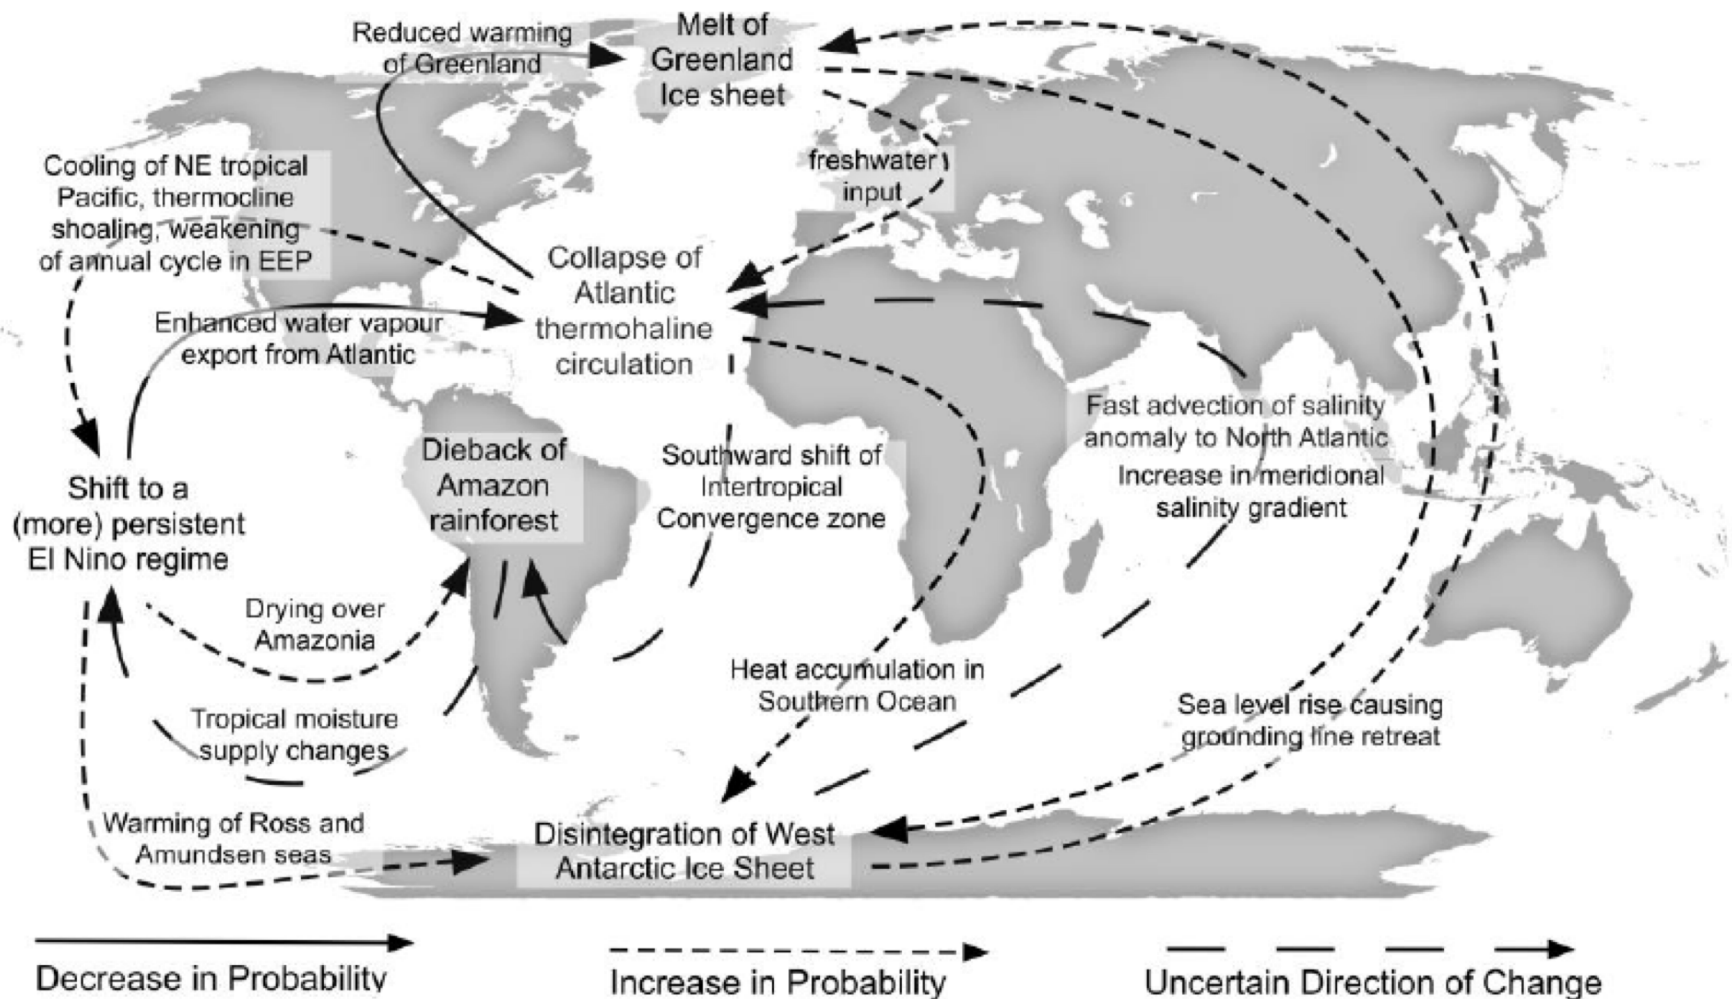 Reduced warming
of Greenland
Melt of
Greenland
Ice sheet
Cooling of NE tropical
Pacific, thermocline
shoaling, weakening
of annual cycle in EEP
freshwater
input
Collapse of
Atlantic
thermohaline
circulation
Enhanced water vapour
export from Atlantic
Fast advection of salinity
anomaly to North Atlantic
Increase in meridional
salinity gradient
Dieback of
Amazon
rainforest
Southward shift of
Intertropical
Convergence zone
Shift to a
(more) persistent
El Nino regime
Drying over
Amazonia
Heat accumulation in
Southern Ocean
Sea level rise causing
grounding line retreat
Tropical moisture
supply changes
Warming of Ross and
Amundsen seas
Disintegration of West
Antarctic Ice Sheet
Decrease in Probability
Increase in Probability
Uncertain Direction of Change